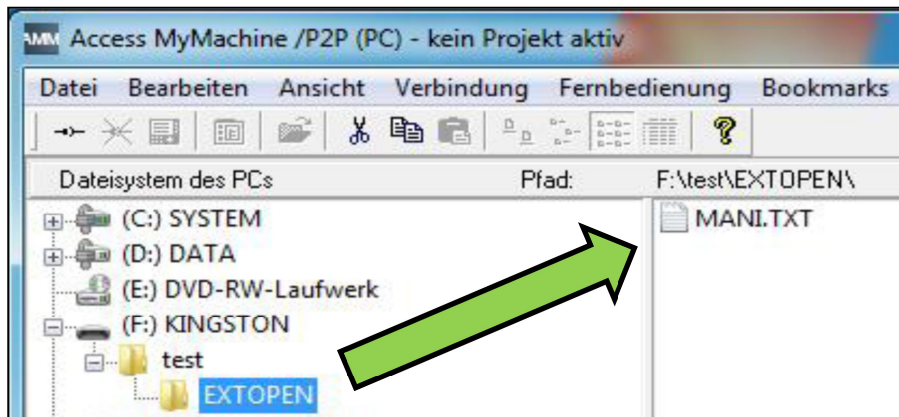 AMM Access MyMachine /P2P (PC) - kein Projekt aktiv
Datei Bearbeiten Ansicht Verbindung Fernbedienung Bookmarks
Dateisystem des PCs Pfad: F:\test\EXTOPEN\
(C:) SYSTEM MANI.TXT
(D:) DATA
(E:) DVD-RW-Laufwerk
(F:) KINGSTON
test
EXTOPEN